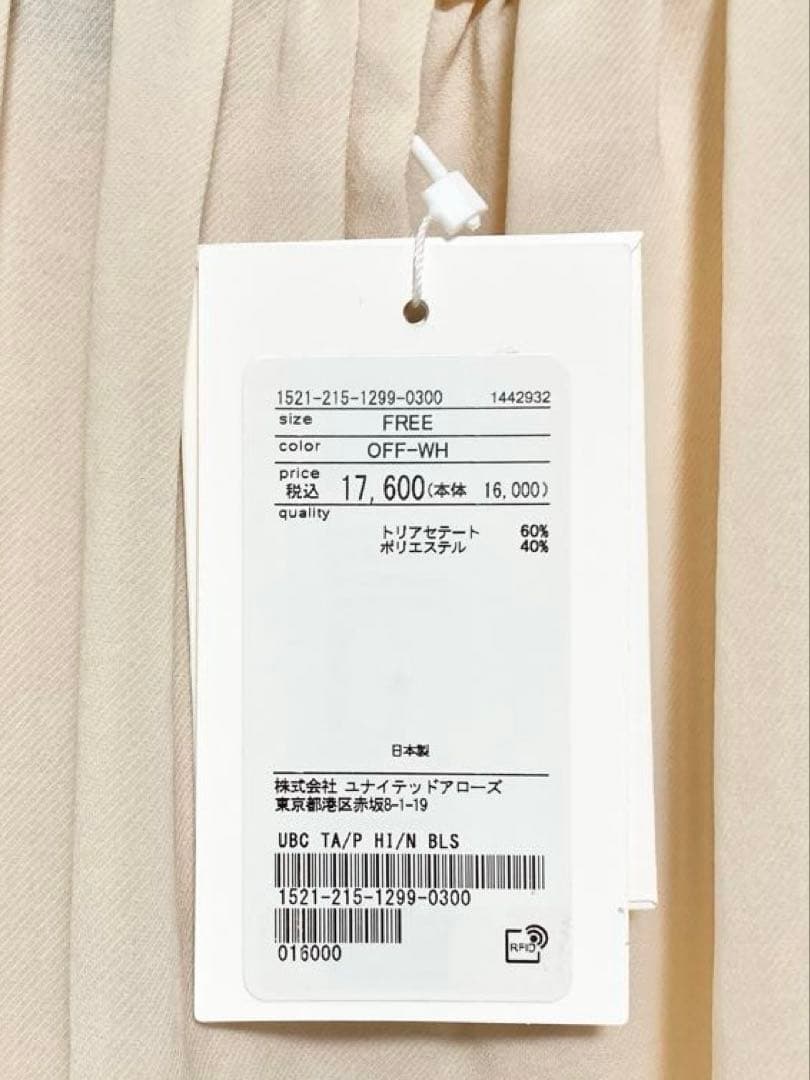 1521-215-1299-0300 1442932
size FREE
color OFF-WH
price
税込 17,600(本体 16,000)
quality
トリアセテート 60%
ポリエステル 40%
日本製
株式会社 ユナイテッドアローズ
東京都港区赤坂8-1-19
UBC TA/P HI/N BLS
1521-215-1299-0300
016000
RFID